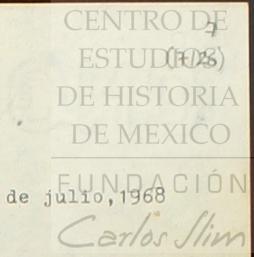 CENTRO DE
ESTUDIOS
DE HISTORIA
DE MEXICO
FUNDACIÓN
de julio,1968
Carlos Slim